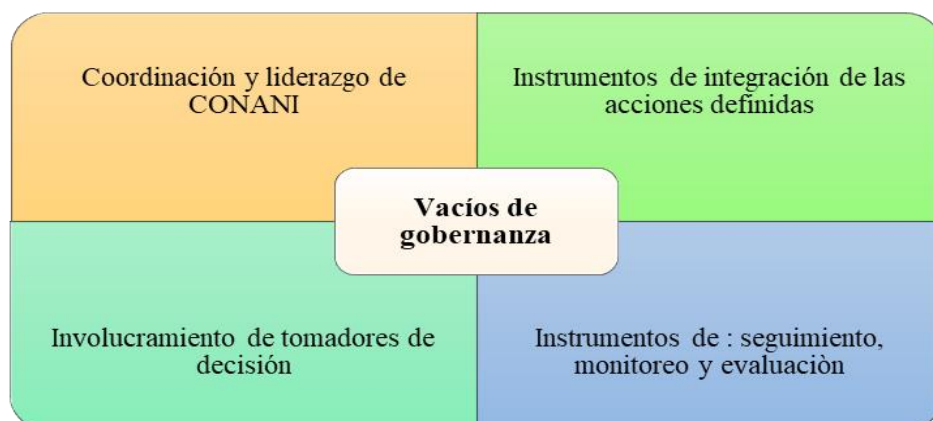 Coordinación y liderazgo de
CONANI
Instrumentos de integración de las
acciones definidas
Vacíos de
gobernanza
Involucramiento de tomadores de
decisión
Instrumentos de : seguimiento,
monitoreo y evaluaciòn